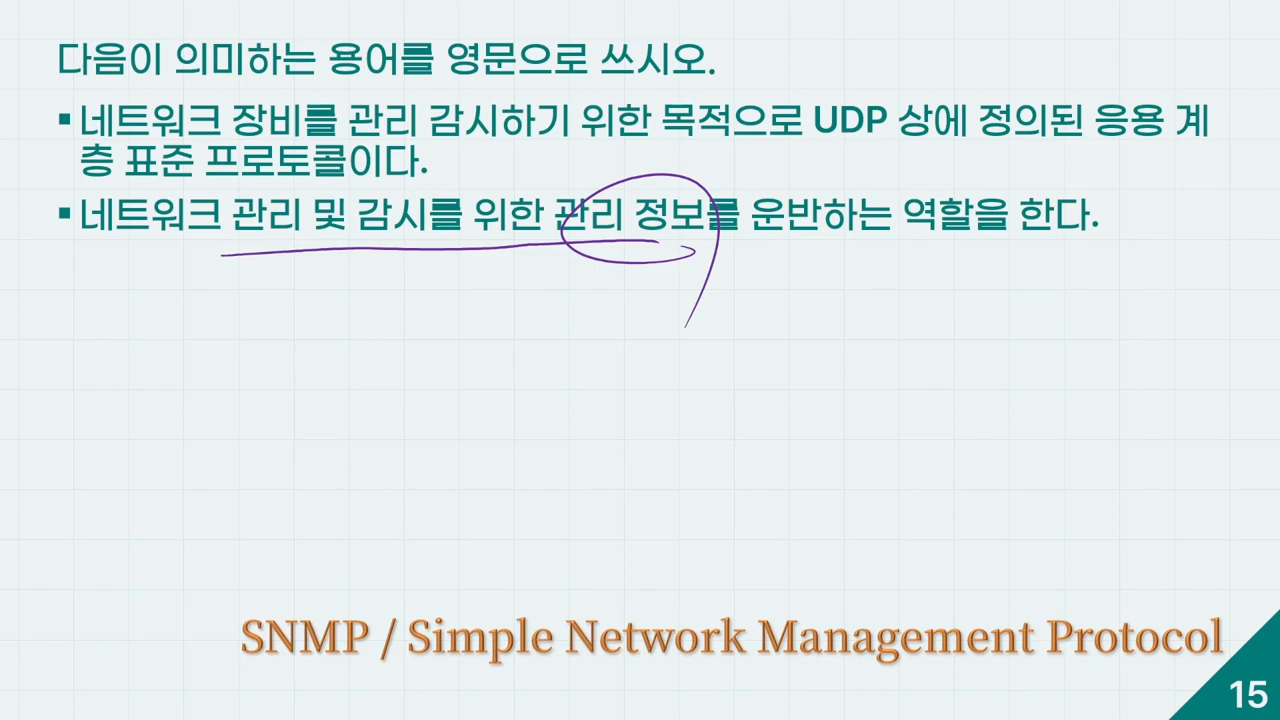 다음이 의미하는 용어를 영문으로 쓰시오.
▪ 네트워크 장비를 관리 감시하기 위한 목적으로 UDP 상에 정의된 응용 계
층 표준 프로토콜이다.
▪ 네트워크 관리 및 감시를 위한 관리 정보를 운반하는 역할을 한다.
SNMP / Simple Network Management Protocol
15